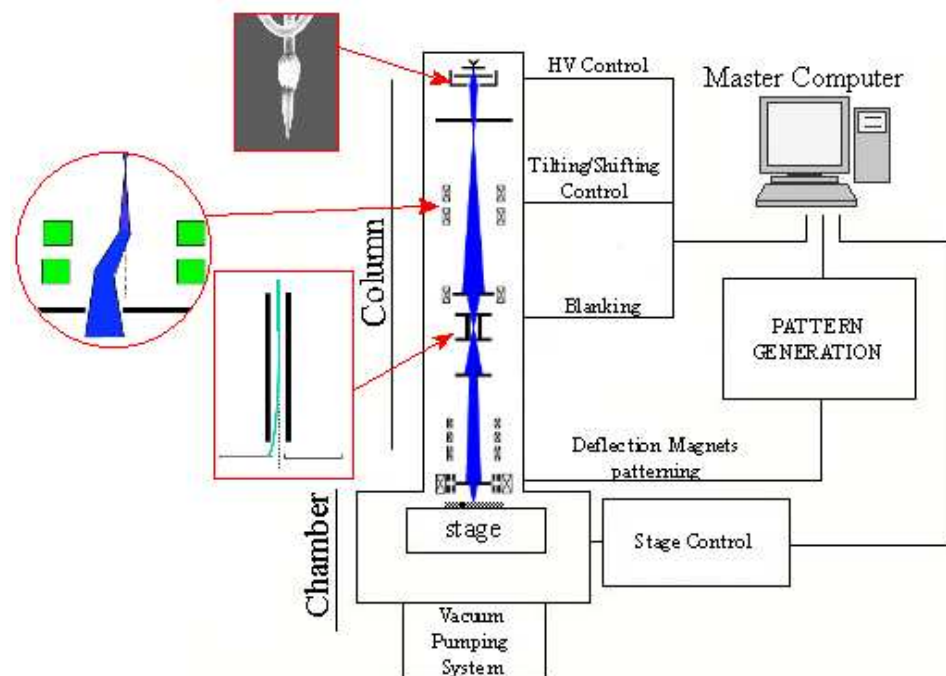 HV Control
Master Computer
Tilting/Shifting
Control
Column
Blanking
PATTERN
GENERATION
Deflection Magnets
patterning
Chamber
stage
Stage Control
Vacuum
Pumping
System